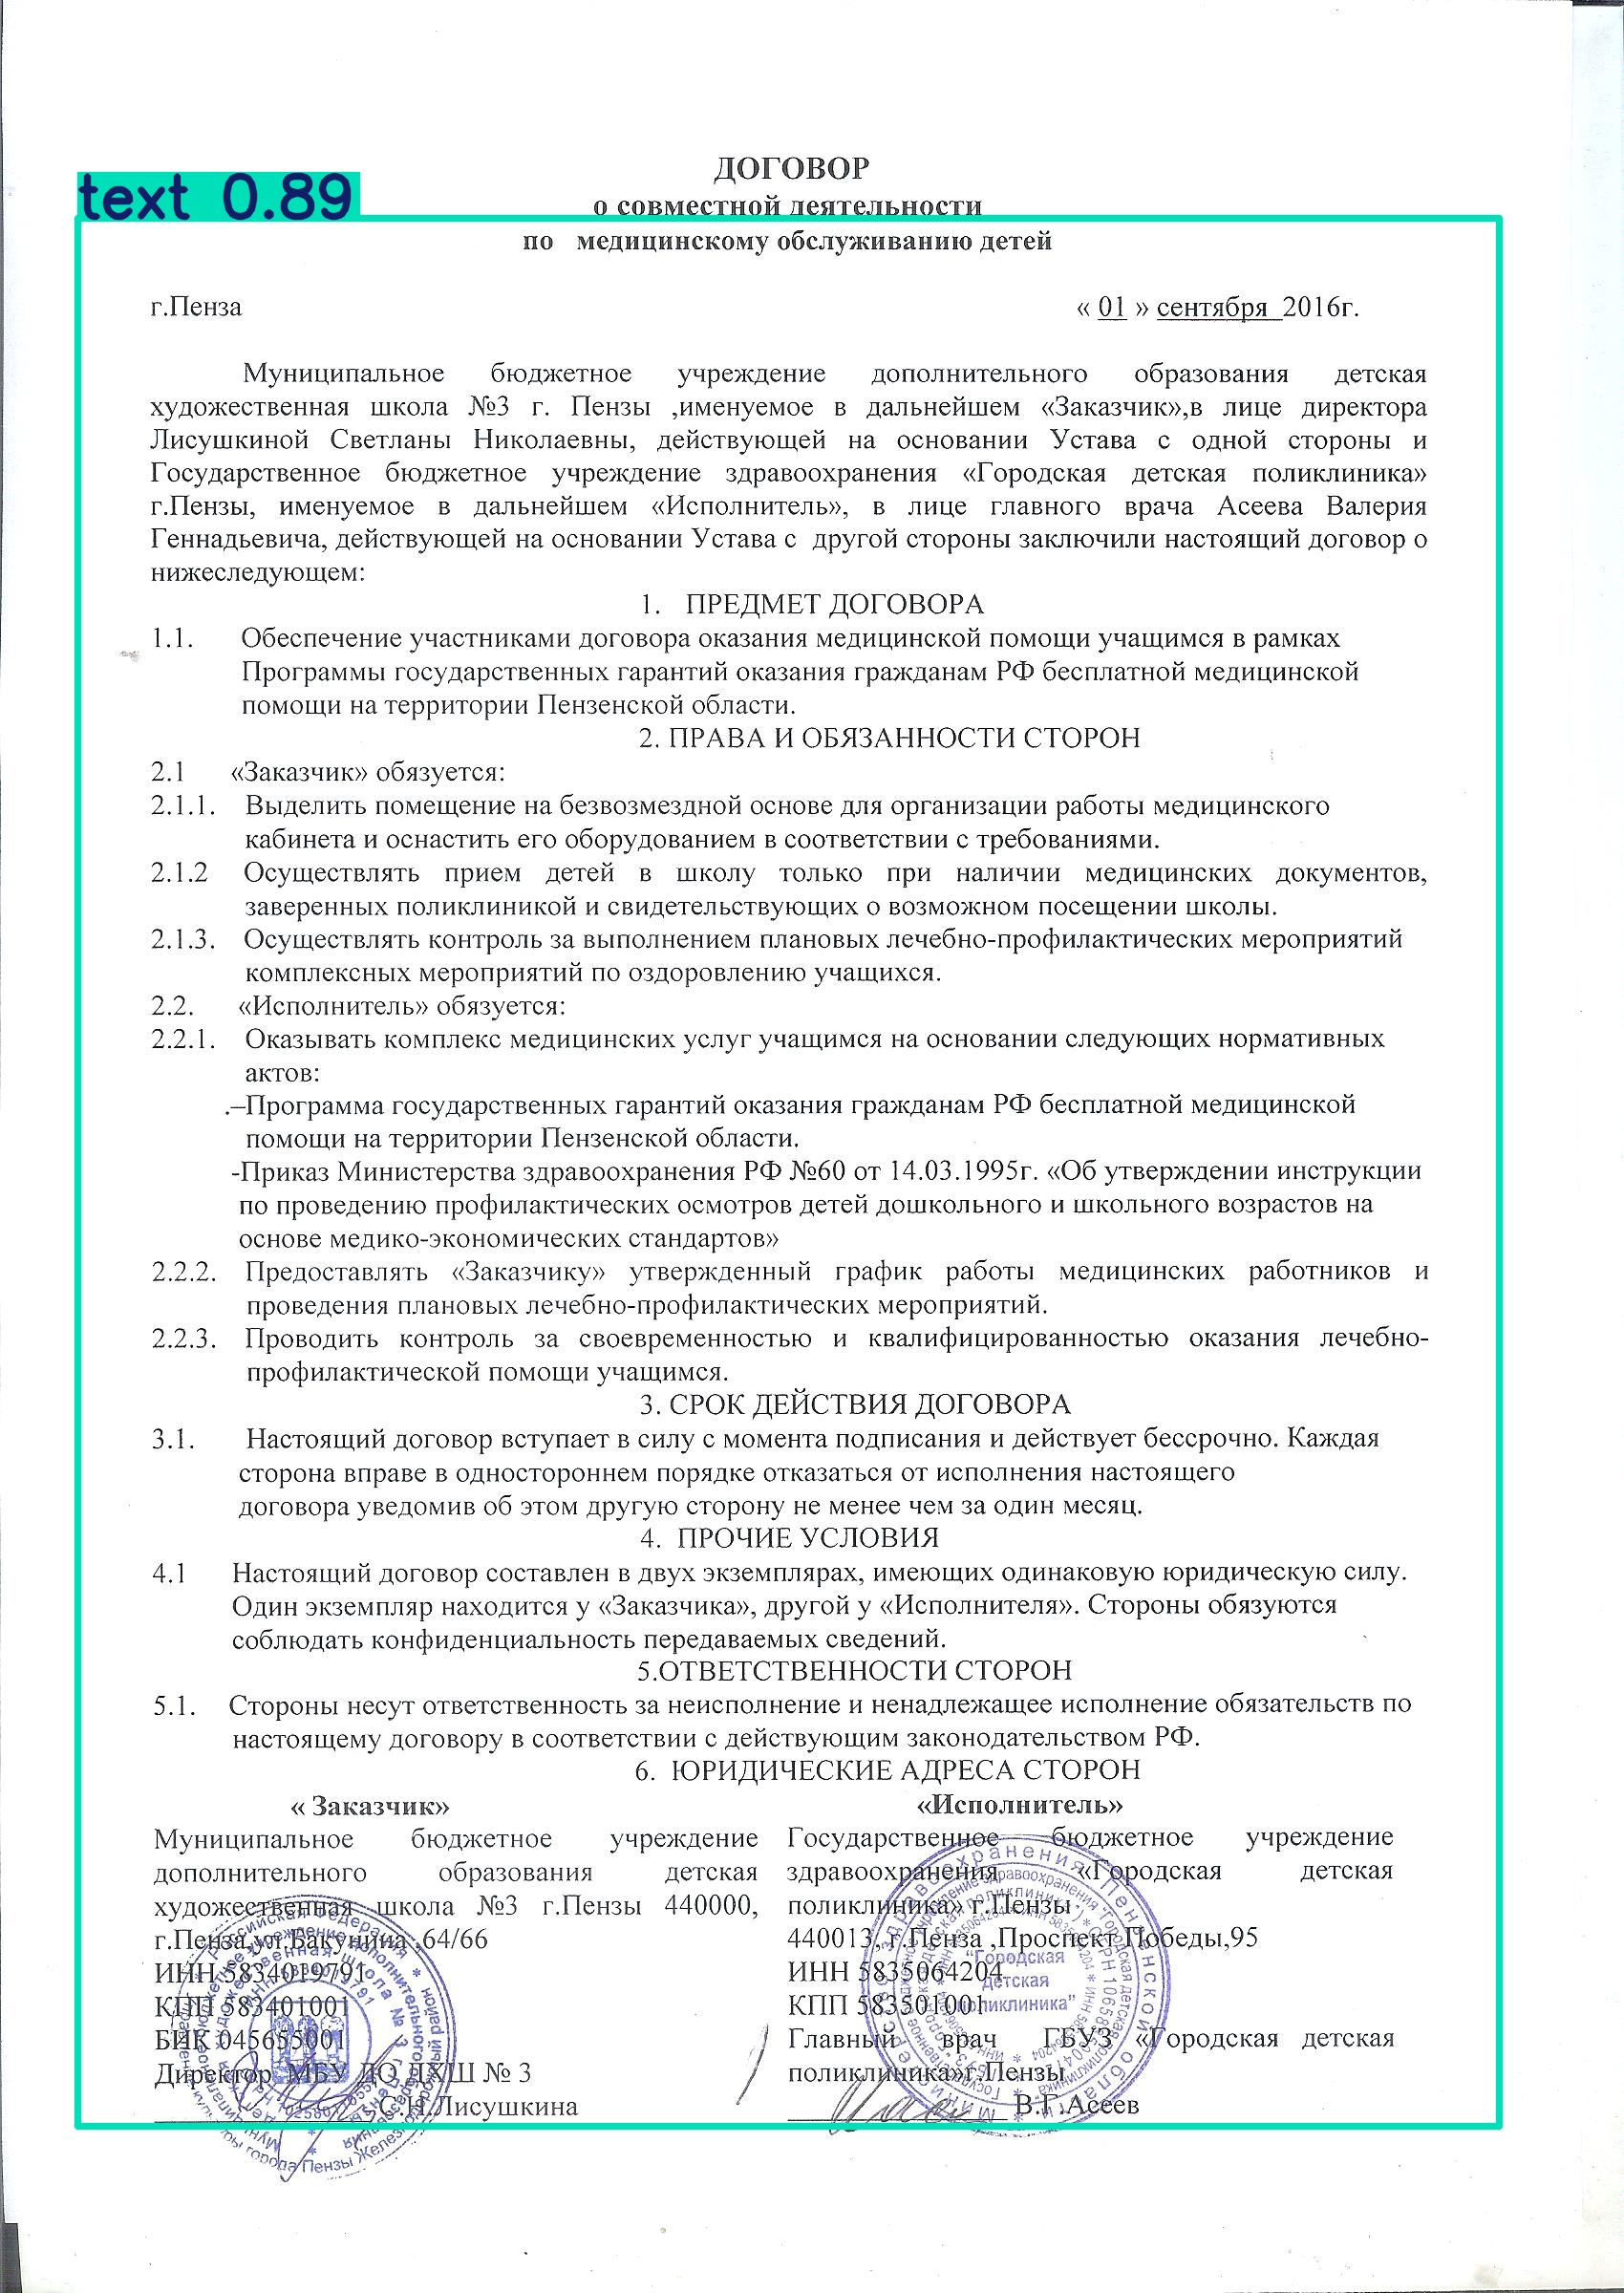 ДОГОВОР
text 0.89
о совместной деятельности
по медицинскому обслуживанию детей
г.Пенза « 01 » сентября 2016г.
Муниципальное бюджетное учреждение дополнительного образования детская
художественная школа №3 г. Пензы ,именуемое в дальнейшем «Заказчик»,в лице директора
Лисушкиной Светланы Николаевны, действующей на основании Устава с одной стороны и
Государственное бюджетное учреждение здравоохранения «Городская детская поликлиника»
г.Пензы, именуемое в дальнейшем «Исполнитель», в лице главного врача Асеева Валерия
Геннадьевича, действующей на основании Устава с другой стороны заключили настоящий договор о
нижеследующем:
1. ПРЕДМЕТ ДОГОВОРА
1.1. Обеспечение участниками договора оказания медицинской помощи учащимся в рамках
Программы государственных гарантий оказания гражданам РФ бесплатной медицинской
помощи на территории Пензенской области.
2. ПРАВА И ОБЯЗАННОСТИ СТОРОН
2.1 «Заказчик» обязуется:
2.1.1. Выделить помещение на безвозмездной основе для организации работы медицинского
кабинета и оснастить его оборудованием в соответствии с требованиями.
2.1.2 Осуществлять прием детей в школу только при наличии медицинских документов,
заверенных поликлиникой и свидетельствующих о возможном посещении школы.
2.1.3. Осуществлять контроль за выполнением плановых лечебно-профилактических мероприятий
комплексных мероприятий по оздоровлению учащихся.
2.2. «Исполнитель» обязуется:
2.2.1. Оказывать комплекс медицинских услуг учащимся на основании следующих нормативных
актов:
.–Программа государственных гарантий оказания гражданам РФ бесплатной медицинской
помощи на территории Пензенской области.
-Приказ Министерства здравоохранения РФ №60 от 14.03.1995г. «Об утверждении инструкции
по проведению профилактических осмотров детей дошкольного и школьного возрастов на
основе медико-экономических стандартов»
2.2.2. Предоставлять «Заказчику» утвержденный график работы медицинских работников и
проведения плановых лечебно-профилактических мероприятий.
2.2.3. Проводить контроль за своевременностью и квалифицированностью оказания лечебно-
профилактической помощи учащимся.
3. СРОК ДЕЙСТВИЯ ДОГОВОРА
3.1. Настоящий договор вступает в силу с момента подписания и действует бессрочно. Каждая
сторона вправе в одностороннем порядке отказаться от исполнения настоящего
договора уведомив об этом другую сторону не менее чем за один месяц.
4. ПРОЧИЕ УСЛОВИЯ
4.1 Настоящий договор составлен в двух экземплярах, имеющих одинаковую юридическую силу.
Один экземпляр находится у «Заказчика», другой у «Исполнителя». Стороны обязуются
соблюдать конфиденциальность передаваемых сведений.
5.ОТВЕТСТВЕННОСТИ СТОРОН
5.1. Стороны несут ответственность за неисполнение и ненадлежащее исполнение обязательств по
настоящему договору в соответствии с действующим законодательством РФ.
6. ЮРИДИЧЕСКИЕ АДРЕСА СТОРОН
« Заказчик»
Муниципальное бюджетное учреждение
дополнительного образования детская
художественная школа №3 г.Пензы 440000,
г.Пенза,ул.Бакунина ,64/66
ИНН 5834019791
КПП 583401001
БИК 045655001
Директор МБУ ДО ДХШ № 3
С.Н.Лисушкина
«Исполнитель»
Государственное бюджетное учреждение
здравоохранения «Городская детская
поликлиника» г.Пензы
440013, г.Пенза ,Проспект Победы,95
ИНН 5835064204
КПП 583501001
Главный врач ГБУЗ «Городская детская
поликлиника»г.Пензы
В.Г.Асеев
"Городская
детская
поликлиника"